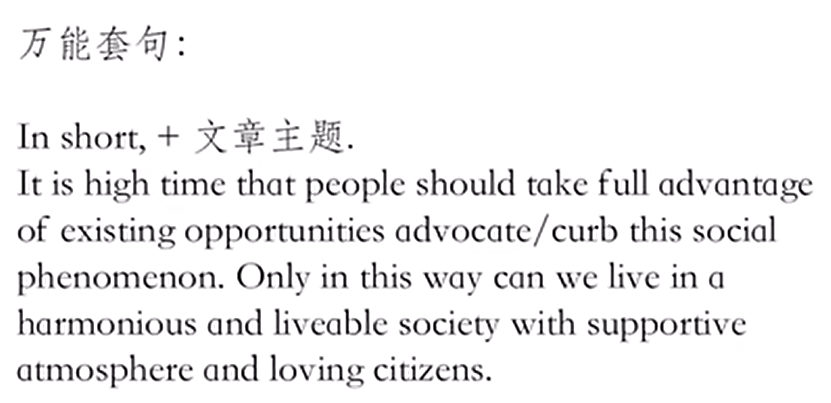 万能套句:
In short, + 文章主题.
It is high time that people should take full advantage
of existing opportunities advocate/curb this social
phenomenon. Only in this way can we live in a
harmonious and liveable society with supportive
atmosphere and loving citizens.